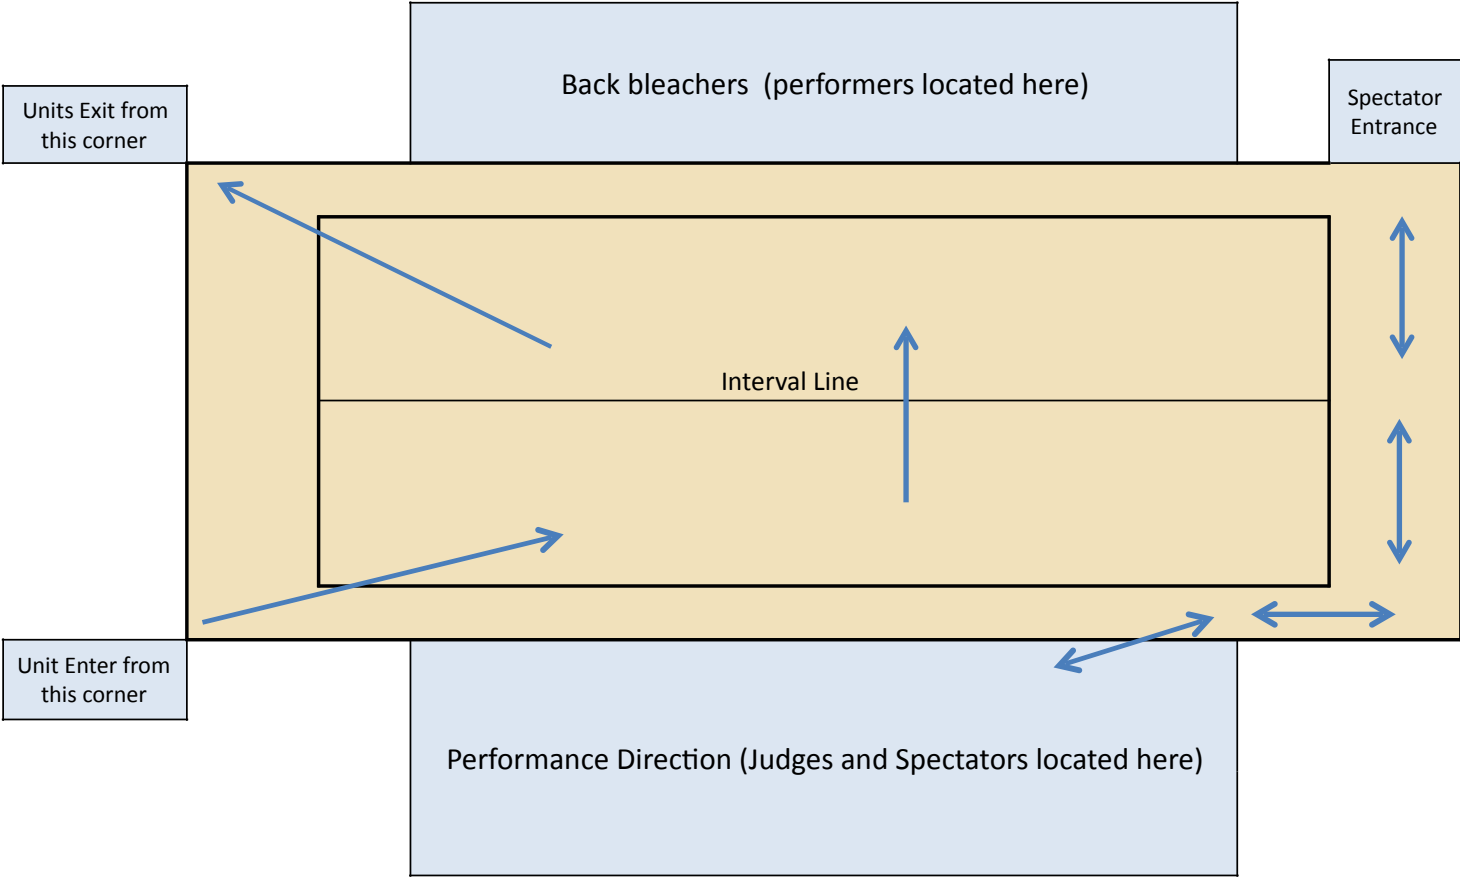 Back bleachers  (performers located here)
Units Exit from
this corner
Spectator
Entrance
Interval Line
Unit Enter from
this corner
Performance Direction (Judges and Spectators located here)